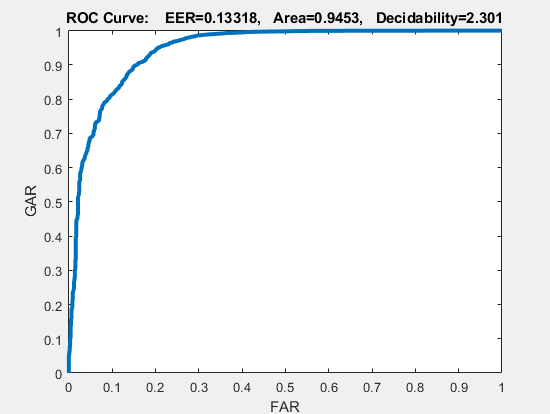 ROC Curve: EER=0.13318, Area=0.9453, Decidability=2.301
1
0.9
0.8
0.7
0.6
0.5
0.4
0.3
0.2
0.1
0
GAR
0 0.1 0.2 0.3 0.4 0.5 0.6 0.7 0.8 0.9 1
FAR